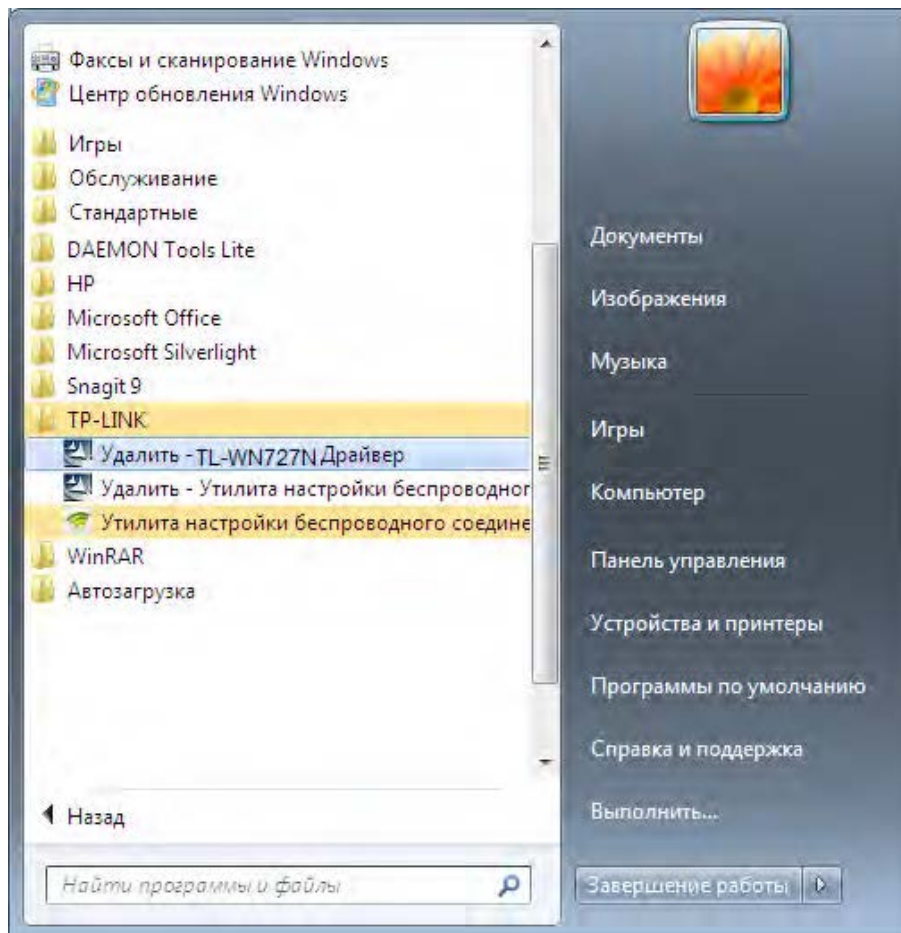 Факсы и сканирование Windows
Центр обновления Windows
Игры
Обслуживание
Стандартные
DAEMON Tools Lite
HP
Microsoft Office
Microsoft Silverlight
Snagit 9
TP-LINK
Удалить - TL-WN727N Драйвер
Удалить - Утилита настройки беспроводног
Утилита настройки беспроводного соедине
WinRAR
Автозагрузка
Назад
Найти программы и файлы
Документы
Изображения
Музыка
Игры
Компьютер
Панель управления
Устройства и принтеры
Программы по умолчанию
Справка и поддержка
Выполнить...
Завершение работы